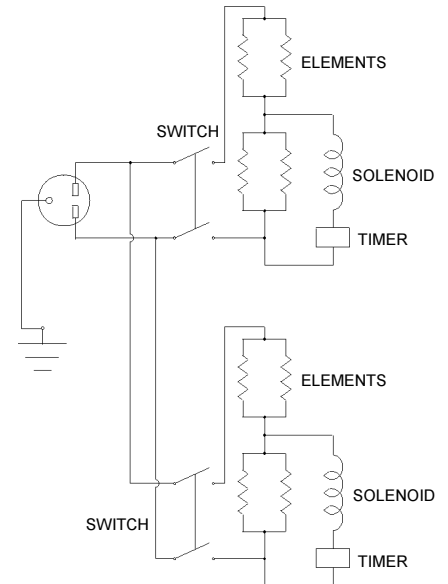 ELEMENTS
SWITCH
SOLENOID
TIMER
ELEMENTS
SOLENOID
SWITCH
TIMER